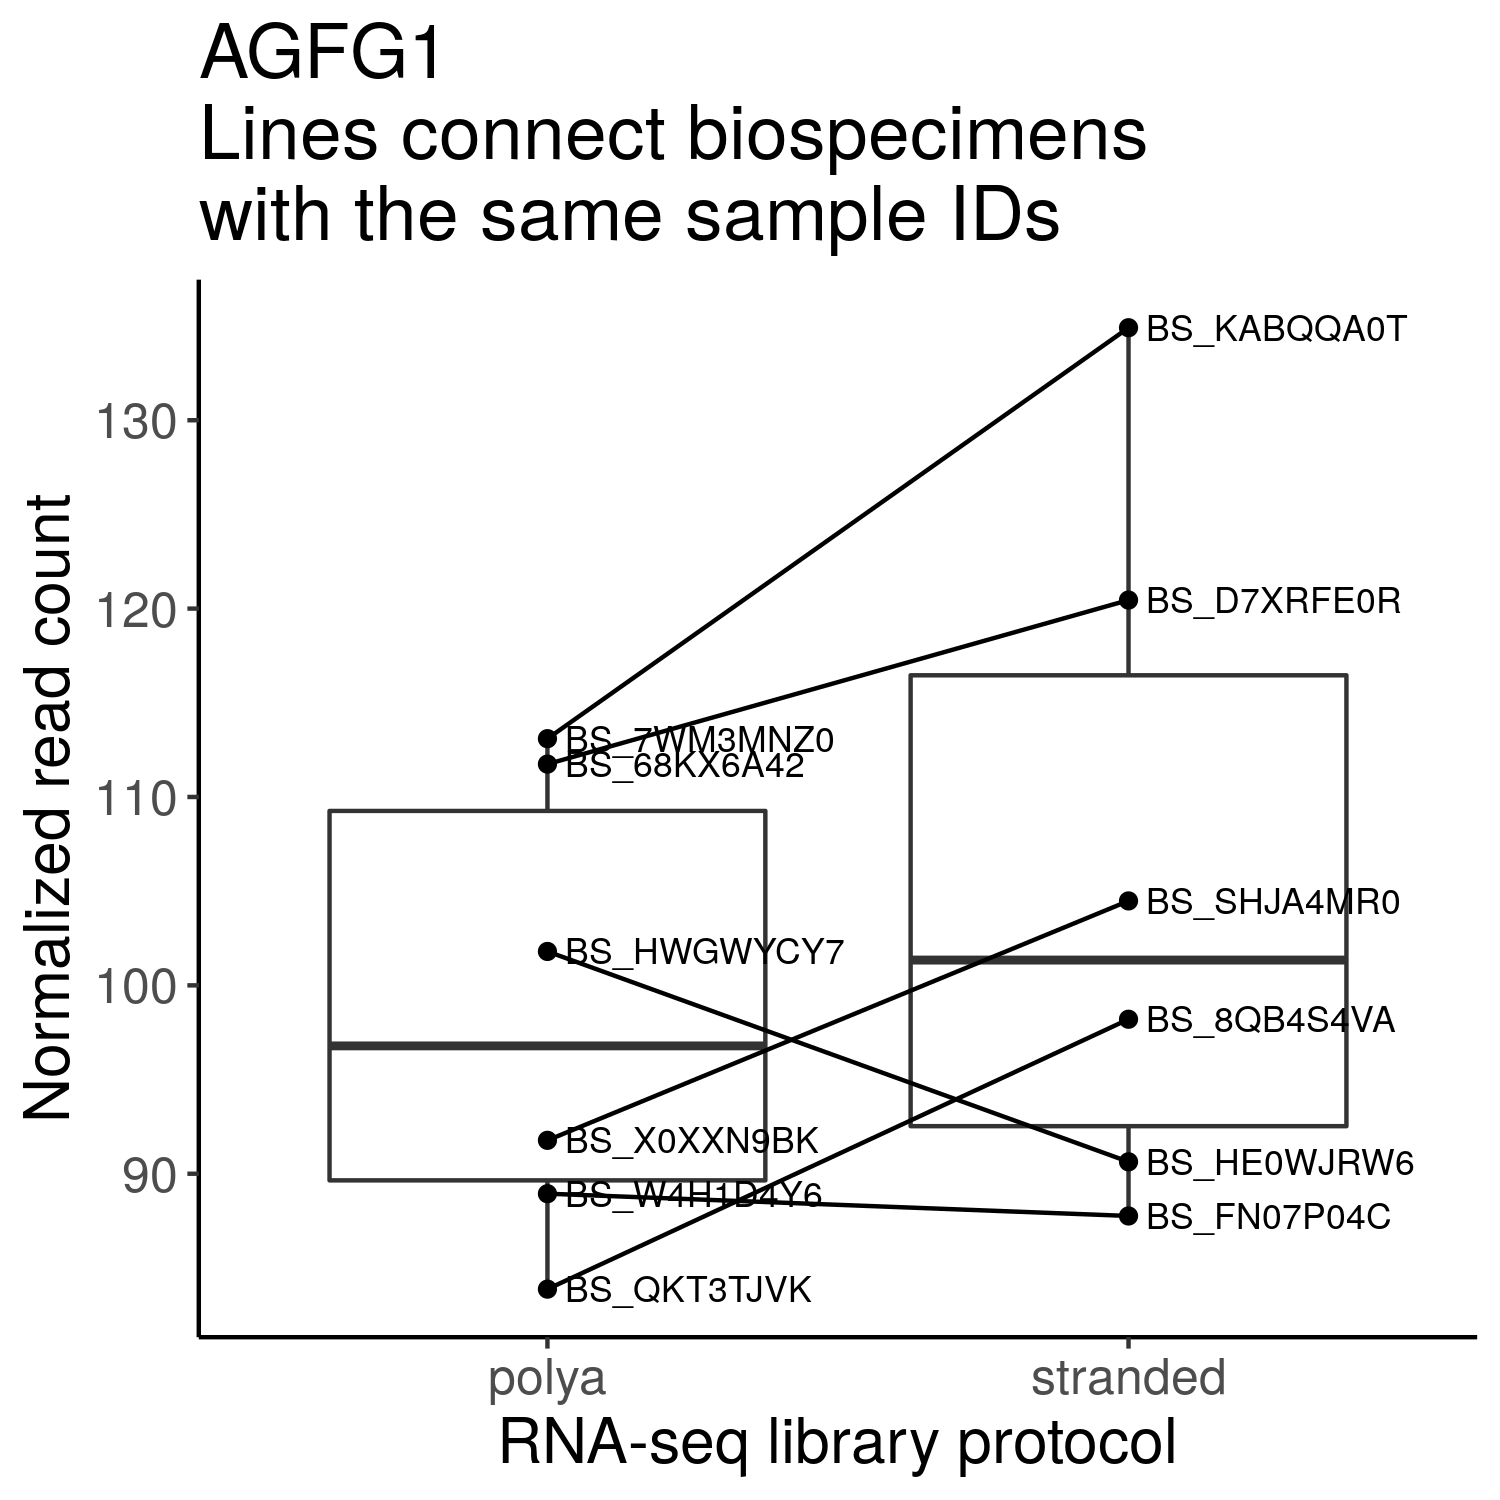 AGFG1
Lines connect biospecimens
with the same sample IDs
Normalized read count
130
120
110
100
90
BS_KABQQA0T
BS_D7XRFE0R
BS_7WM3MNZ0
BS_68KX6A42
BS_SHJA4MR0
BS_HWGWYCY7
BS_8QB4S4VA
BS_X0XXN9BK
BS_HE0WJRW6
BS_W4H1D4Y6
BS_FN07P04C
BS_QKT3TJVK
polya
stranded
RNA-seq library protocol